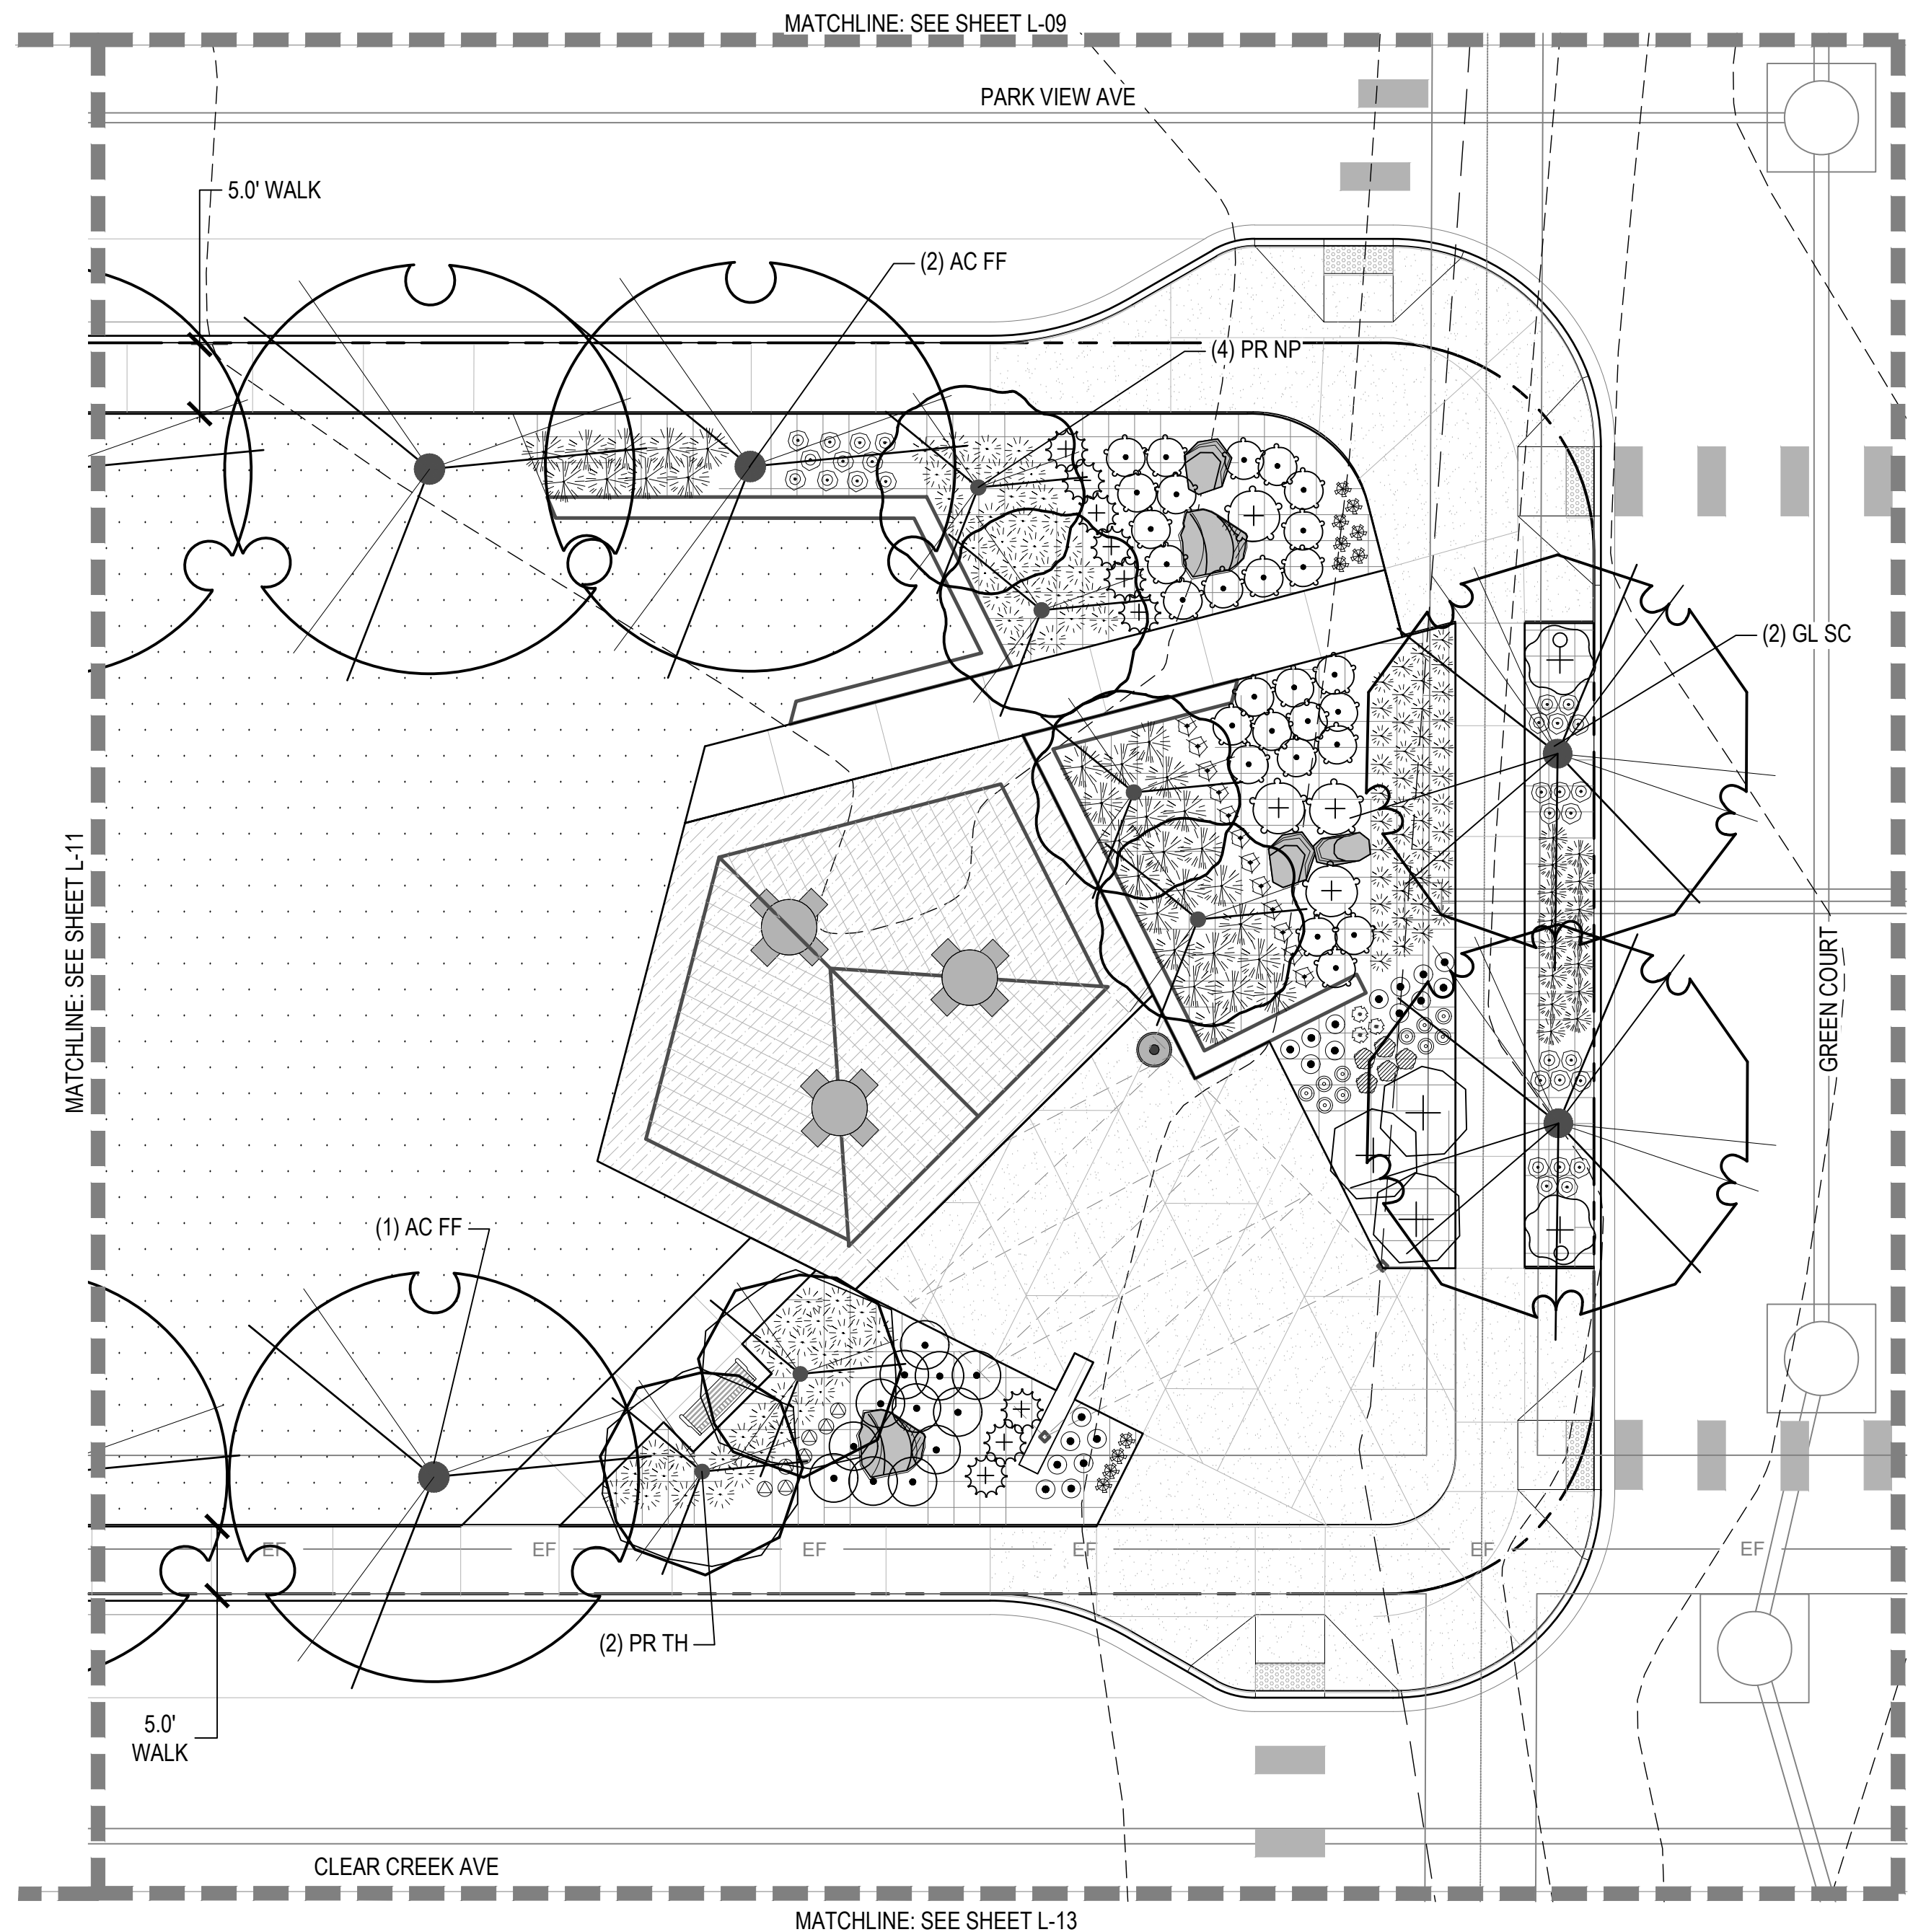 MATCHLINE: SEE SHEET L-09
PARK VIEW AVE
5.0' WALK
(2) AC FF
(4) PR NP
(2) GL SC
MATCHLINE: SEE SHEET L-11
GREEN COURT
(1) AC FF
EF
EF
EF
EF
EF
EF
(2) PR TH
5.0'
WALK
CLEAR CREEK AVE
MATCHLINE: SEE SHEET L-13